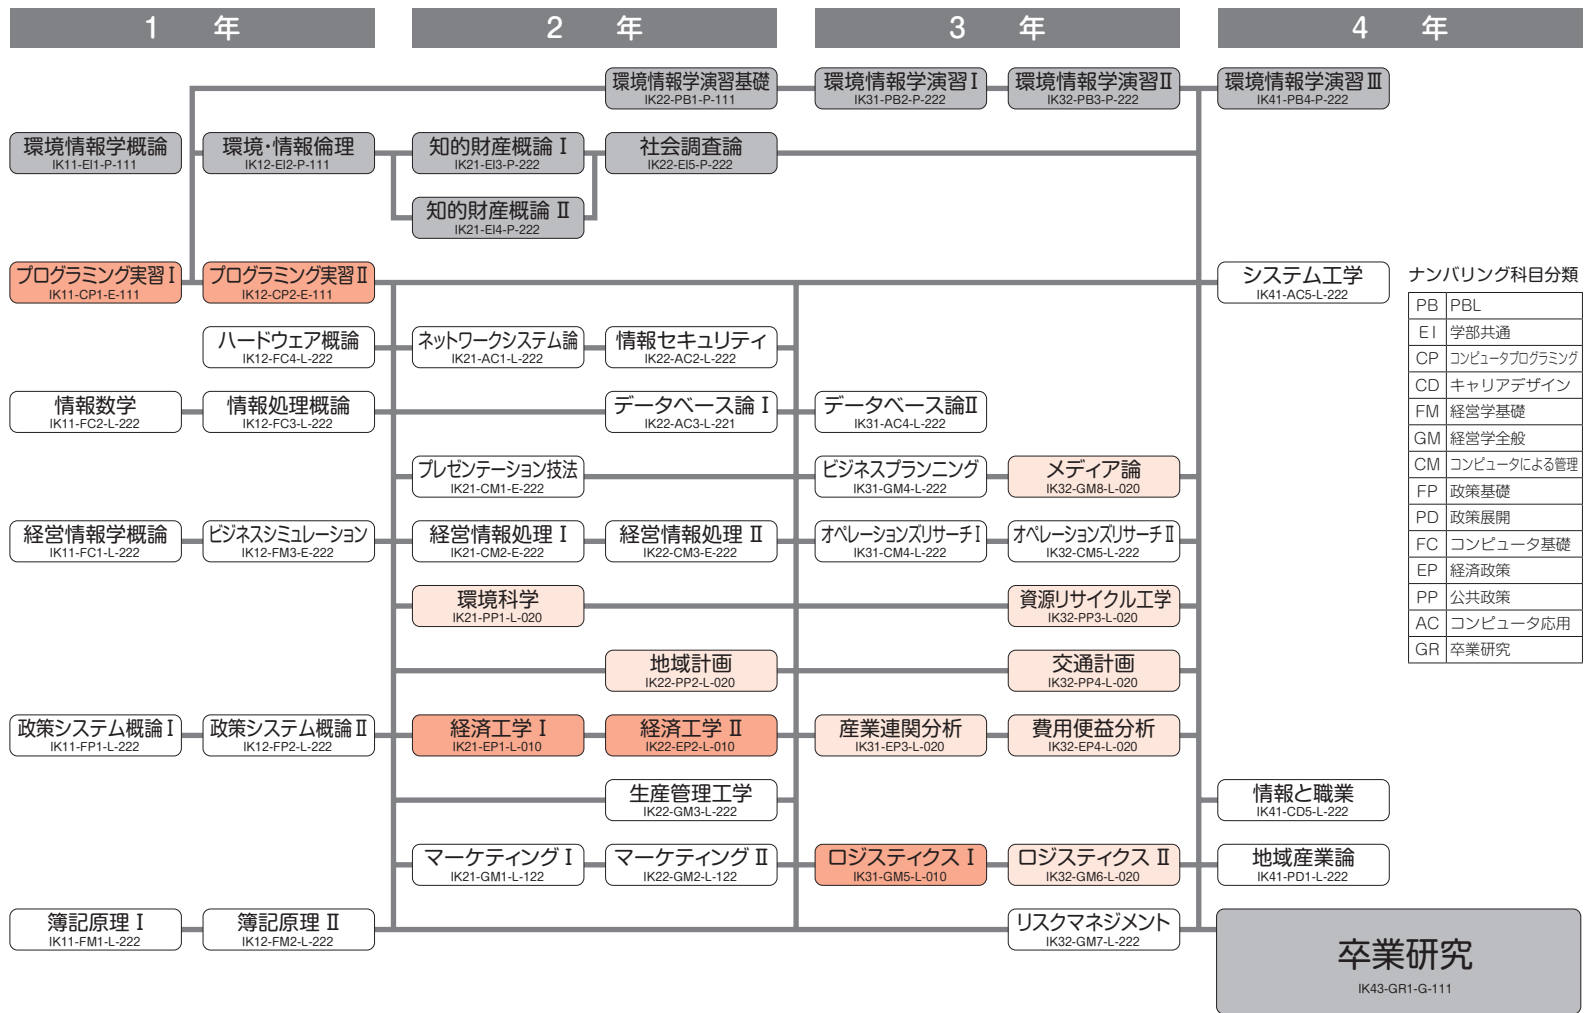 1　年
2　年
3　年
4　年
環境情報学演習基礎
IK22-PB1-P-111
環境情報学演習Ⅰ
IK31-PB2-P-222
環境情報学演習Ⅱ
IK32-PB3-P-222
環境情報学演習Ⅲ
IK41-PB4-P-222
環境情報学概論
IK11-EI1-P-111
環境・情報倫理
IK12-EI2-P-111
知的財産概論Ⅰ
IK21-EI3-P-222
社会調査論
IK22-EI5-P-222
知的財産概論Ⅱ
IK21-EI4-P-222
プログラミング実習Ⅰ
IK11-CP1-E-111
プログラミング実習Ⅱ
IK12-CP2-E-111
システム工学
IK41-AC5-L-222
ハードウェア概論
IK12-FC4-L-222
ネットワークシステム論
IK21-AC1-L-222
情報セキュリティ
IK22-AC2-L-222
情報数学
IK11-FC2-L-222
情報処理概論
IK12-FC3-L-222
データベース論Ⅰ
IK22-AC3-L-221
データベース論Ⅱ
IK31-AC4-L-222
プレゼンテーション技法
IK21-CM1-E-222
ビジネスプランニング
IK31-GM4-L-222
メディア論
IK32-GM8-L-020
経営情報学概論
IK11-FC1-L-222
ビジネスシミュレーション
IK12-FM3-E-222
経営情報処理Ⅰ
IK21-CM2-E-222
経営情報処理Ⅱ
IK22-CM3-E-222
オペレーションズリサーチⅠ
IK31-CM4-L-222
オペレーションズリサーチⅡ
IK32-CM5-L-222
環境科学
IK21-PP1-L-020
資源リサイクル工学
IK32-PP3-L-020
地域計画
IK22-PP2-L-020
交通計画
IK32-PP4-L-020
政策システム概論Ⅰ
IK11-FP1-L-222
政策システム概論Ⅱ
IK12-FP2-L-222
経済工学Ⅰ
IK21-EP1-L-010
経済工学Ⅱ
IK22-EP2-L-010
産業連関分析
IK31-EP3-L-020
費用便益分析
IK32-EP4-L-020
生産管理工学
IK22-GM3-L-222
情報と職業
IK41-CD5-L-222
マーケティングⅠ
IK21-GM1-L-122
マーケティングⅡ
IK22-GM2-L-122
ロジスティクスⅠ
IK31-GM5-L-010
ロジスティクスⅡ
IK32-GM6-L-020
地域産業論
IK41-PD1-L-222
簿記原理Ⅰ
IK11-FM1-L-222
簿記原理Ⅱ
IK12-FM2-L-222
リスクマネジメント
IK32-GM7-L-222
卒業研究
IK43-GR1-G-111
ナンバリング科目分類
PB PBL
EI 学部共通
CP コンピュータプログラミング
CD キャリアデザイン
FM 経営学基礎
GM 経営学全般
CM コンピュータによる管理
FP 政策基礎
PD 政策展開
FC コンピュータ基礎
EP 経済政策
PP 公共政策
AC コンピュータ応用
GR 卒業研究